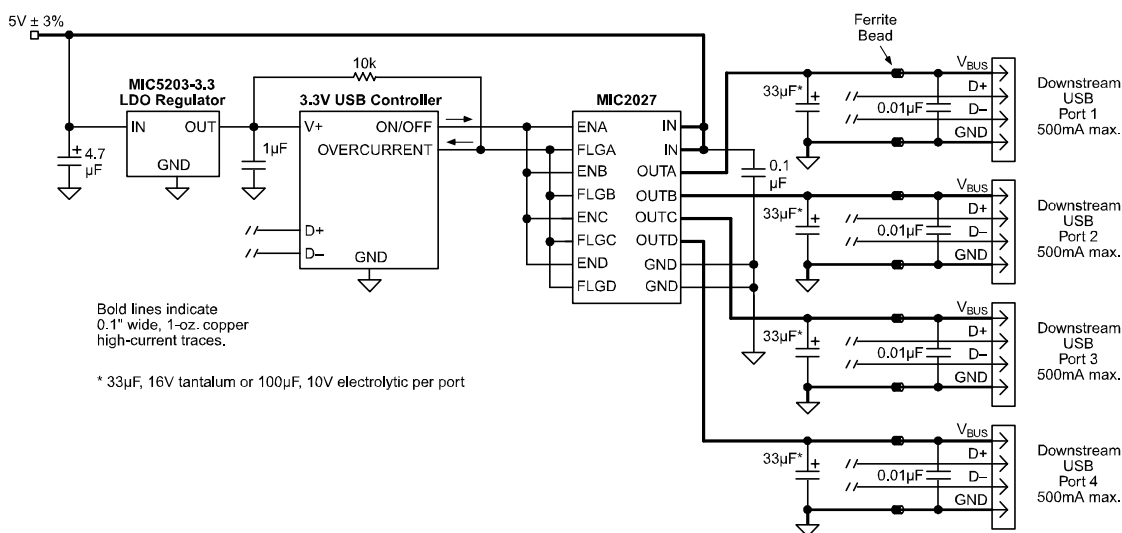 5V ± 3%
Ferrite
Bead
MIC5203-3.3
LDO Regulator
IN
OUT
GND
4.7
µF
+
10k
1µF
3.3V USB Controller
V+
ON/OFF
OVERCURRENT
D+
D–
GND
MIC2027
ENA
FLGA
ENB
FLGB
ENC
FLGC
END
FLGD
IN
IN
OUTA
OUTB
OUTC
OUTD
GND
GND
0.1
µF
33µF*
+
0.01µF
VBUS
D+
D–
GND
Downstream
USB
Port 1
500mA max.
33µF*
+
0.01µF
VBUS
D+
D–
GND
Downstream
USB
Port 2
500mA max.
33µF*
+
0.01µF
VBUS
D+
D–
GND
Downstream
USB
Port 3
500mA max.
33µF*
+
0.01µF
VBUS
D+
D–
GND
Downstream
USB
Port 4
500mA max.
Bold lines indicate
0.1" wide, 1-oz. copper
high-current traces.
* 33µF, 16V tantalum or 100µF, 10V electrolytic per port